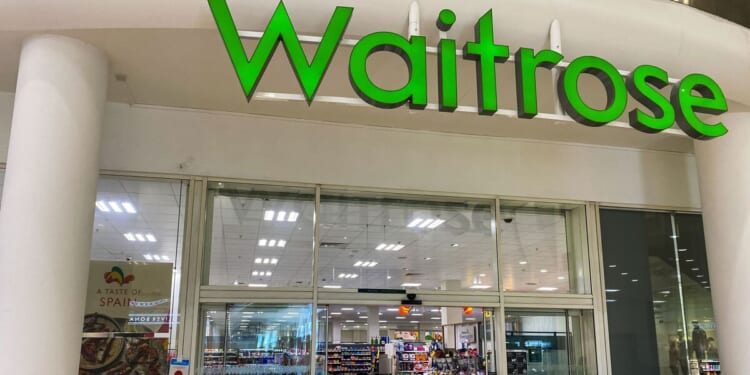 Waitrose
A TASTE OF
SPAIN